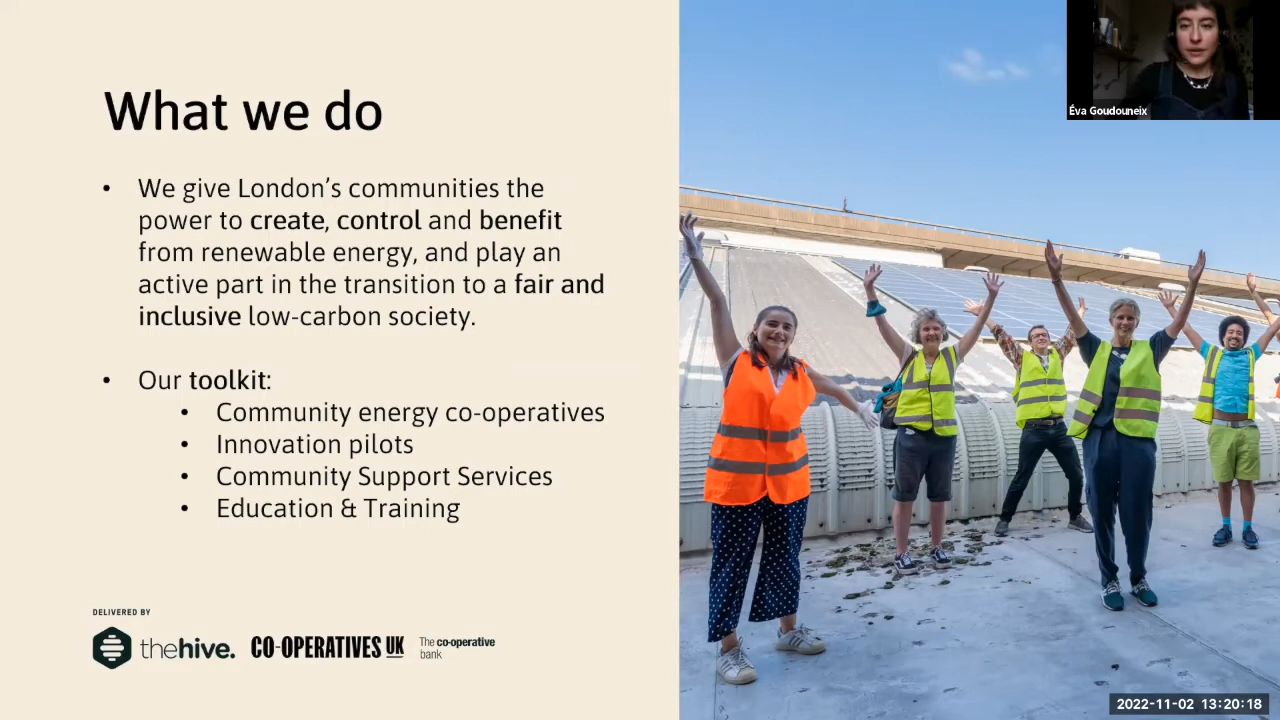 What we do
• We give London’s communities the
power to create, control and benefit
from renewable energy, and play an
active part in the transition to a fair and
inclusive low-carbon society.
• Our toolkit:
• Community energy co-operatives
• Innovation pilots
• Community Support Services
• Education & Training
DELIVERED BY
thehive.
CO-OPERATIVES UK
The co-operative
bank
Éva Goudouneix
2022-11-02 13:20:18